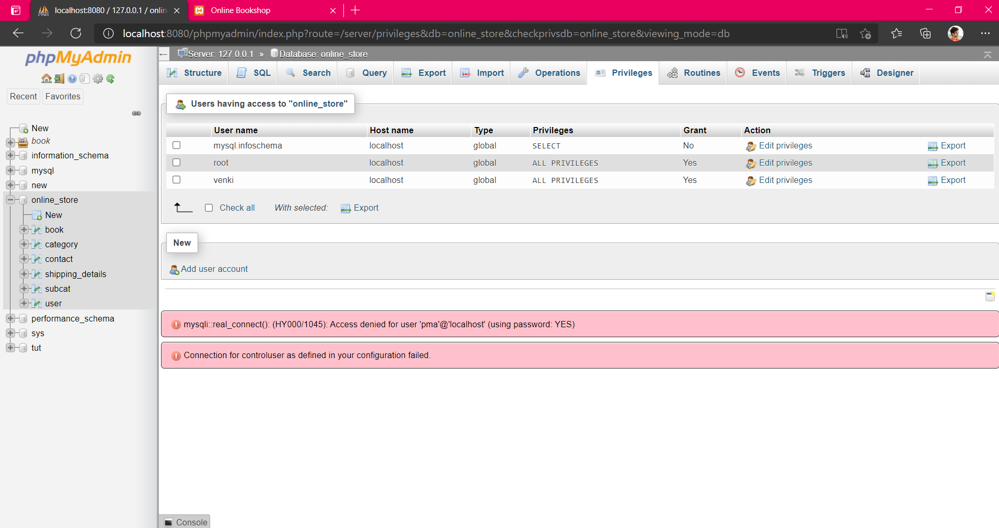 localhost:8080 / 127.0.0.1 / onlin
Online Bookshop
localhost:8080/phpmyadmin/index.php?route=/server/privileges&db=online_store&checkprivsdb=online_store&viewing_mode=db
phpMyAdmin
Recent Favorites
New
book
information_schema
mysql
new
online_store
New
book
category
contact
shipping_details
subcat
user
performance_schema
sys
tut
Server: 127.0.0.1 » Database: online_store
Structure SQL Search Query Export Import Operations Privileges Routines Events Triggers Designer
Users having access to "online_store"
User name Host name Type Privileges Grant Action
mysql.infoschema localhost global SELECT No Edit privileges Export
root localhost global ALL PRIVILEGES Yes Edit privileges Export
venki localhost global ALL PRIVILEGES Yes Edit privileges Export
Check all With selected: Export
New
Add user account
mysqli::real_connect(): (HY000/1045): Access denied for user 'pma'@'localhost' (using password: YES)
Connection for controluser as defined in your configuration failed.
Console